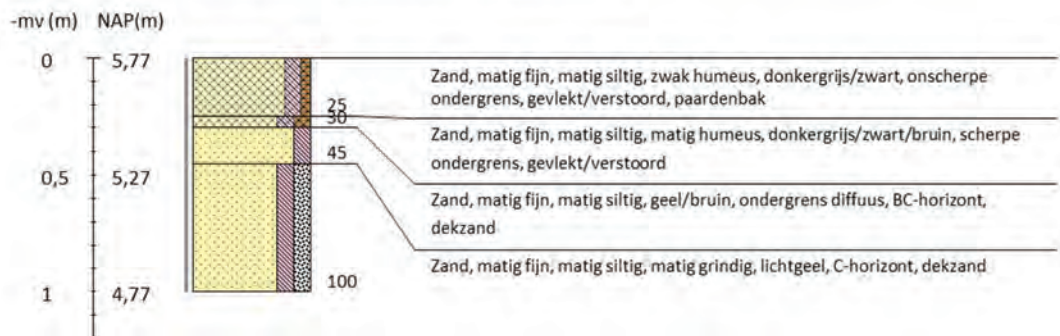 -mv (m) NAP(m)
0 5,77
Zand, matig fijn, matig siltig, zwak humeus, donkergrijs/zwart, onscherpe
ondergrens, gevlekt/verstoord, paardenbak
25
30
Zand, matig fijn, matig siltig, matig humeus, donkergrijs/zwart/bruin, scherpe
ondergrens, gevlekt/verstoord
45
0,5 5,27
Zand, matig fijn, matig siltig, geel/bruin, ondergrens diffuus, BC-horizont,
dekzand
Zand, matig fijn, matig siltig, matig grindig, lichtgeel, C-horizont, dekzand
100
1 4,77